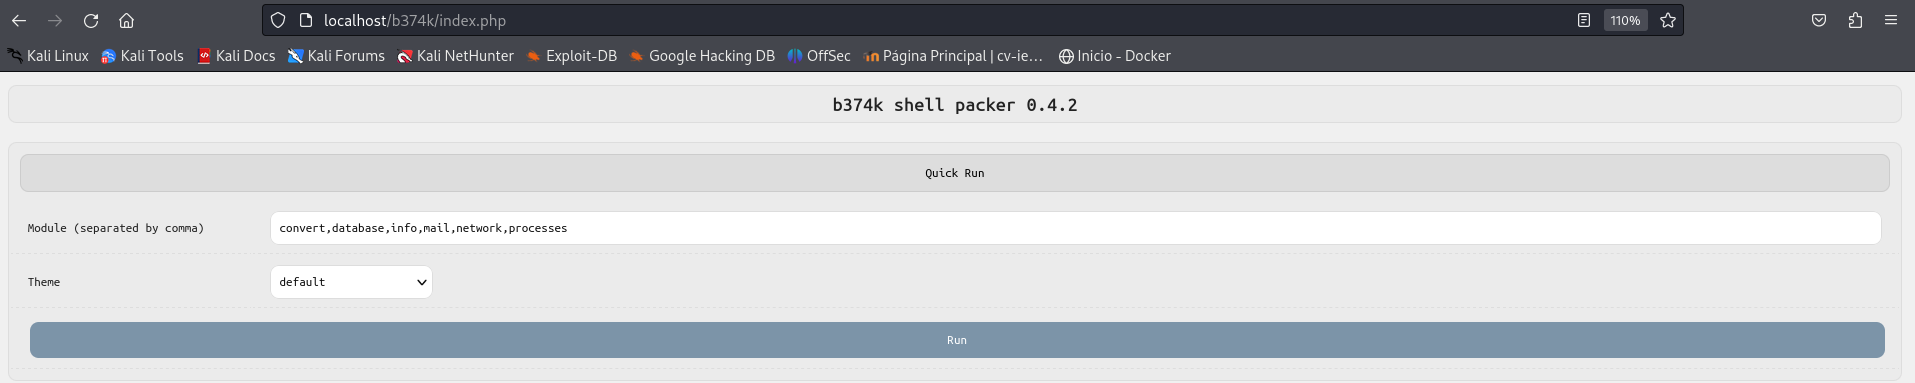 localhost/b374k/index.php
110%
Kali Linux Kali Tools Kali Docs Kali Forums Kali NetHunter Exploit-DB Google Hacking DB OffSec Página Principal | cv-ie... Inicio - Docker
b374k shell packer 0.4.2
Quick Run
Module (separated by comma) convert,database,info,mail,network,processes
Theme default
Run